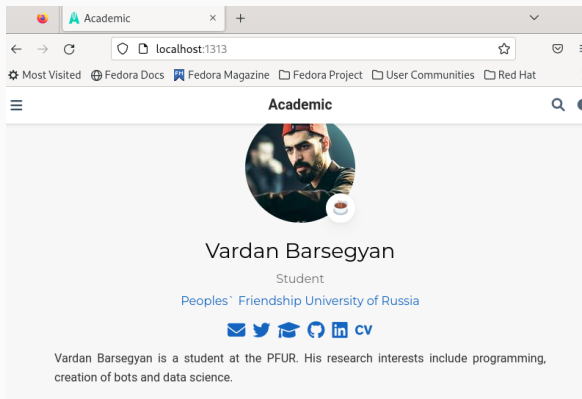 Academic
localhost:1313
Most Visited Fedora Docs Fedora Magazine Fedora Project User Communities Red Hat
Academic
Vardan Barsegyan
Student
Peoples` Friendship University of Russia
CV
Vardan Barsegyan is a student at the PFUR. His research interests include programming,
creation of bots and data science.